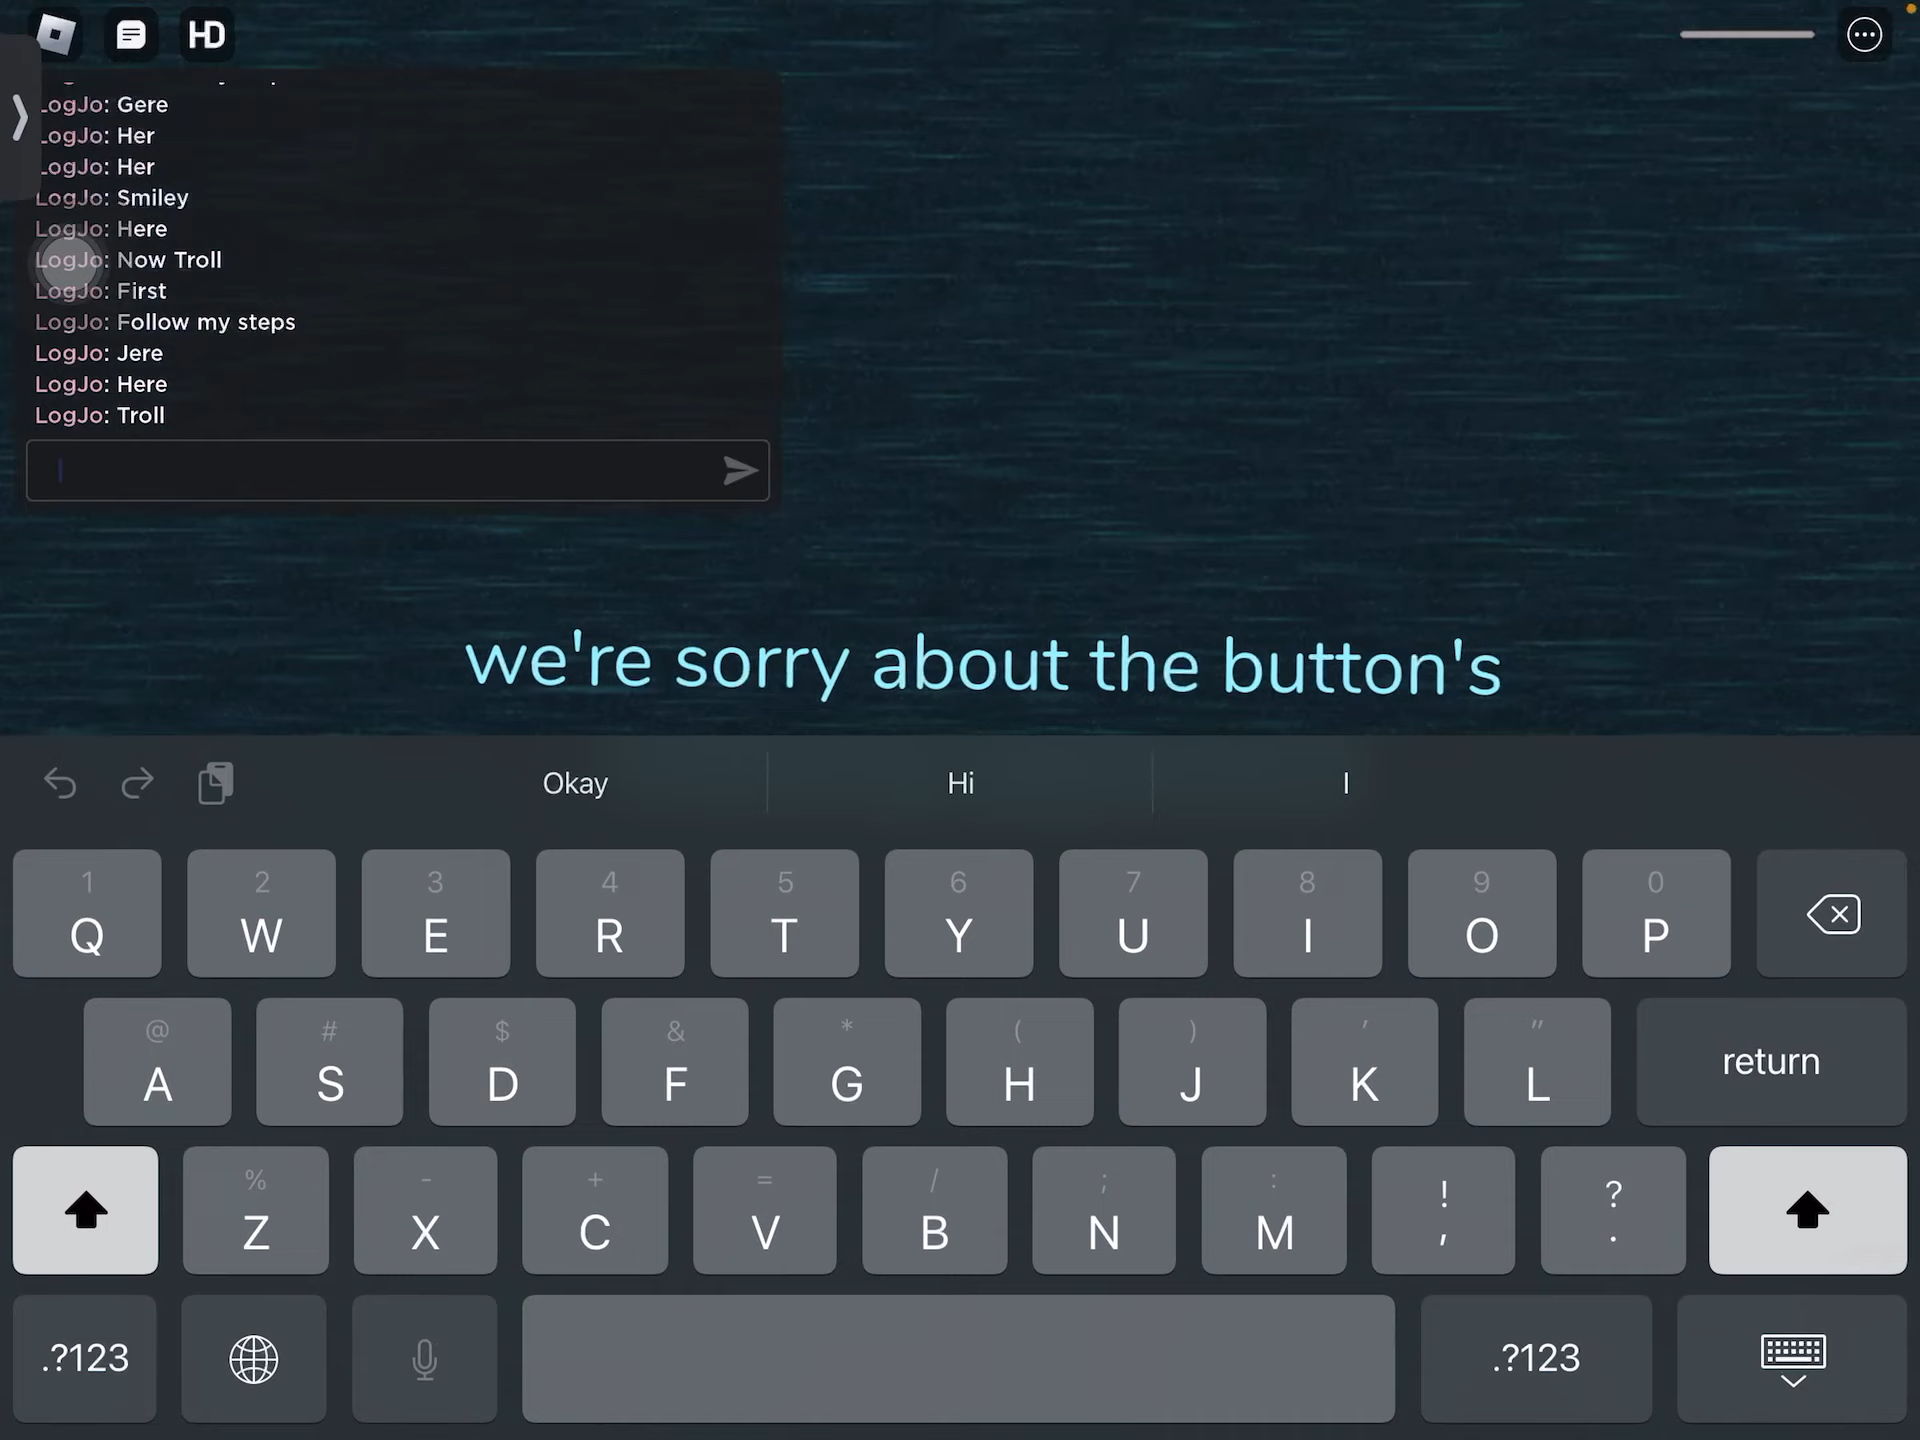 HD
LogJo: Gere
LogJo: Her
LogJo: Her
LogJo: Smiley
LogJo: Here
LogJo: Now Troll
LogJo: First
LogJo: Follow my steps
LogJo: Jere
LogJo: Here
LogJo: Troll
we're sorry about the button's
Okay Hi I
1 2 3 4 5 6 7 8 9 0
Q W E R T Y U I O P
@ # $ & * ( ) ' "
A S D F G H J K L return
% - + = / ; : ! ?
Z X C V B N M , .
.?123 .?123